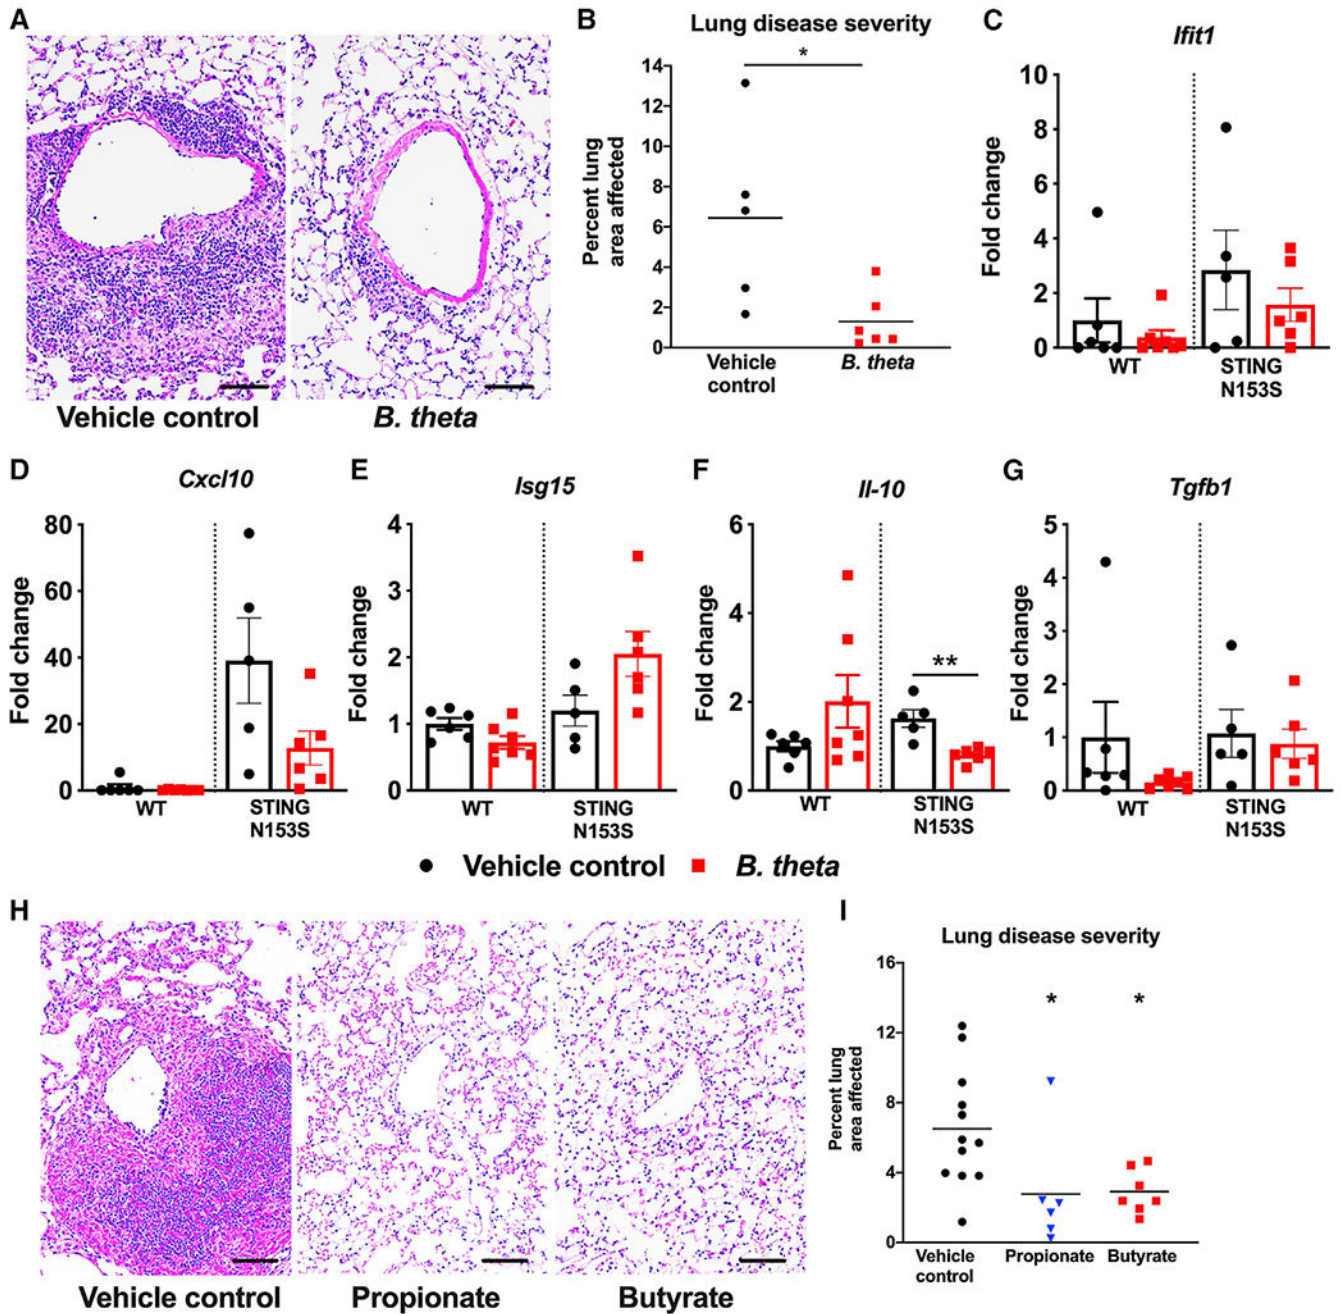 A
Vehicle control
B. theta
B
Lung disease severity
*
Percent lung
area affected
14
12
10
8
6
4
2
0
Vehicle
control
B. theta
C
Ifit1
Fold change
10
8
6
4
2
0
WT
STING
N153S
D
Cxcl10
Fold change
80
60
40
20
0
WT
STING
N153S
E
Isg15
Fold change
4
3
2
1
0
WT
STING
N153S
F
Il-10
**
Fold change
6
4
2
0
WT
STING
N153S
G
Tgfb1
Fold change
5
4
3
2
1
0
WT
STING
N153S
Vehicle control
B. theta
H
Vehicle control
Propionate
Butyrate
I
Lung disease severity
* *
Percent lung
area affected
16
12
8
4
0
Vehicle
control
Propionate
Butyrate